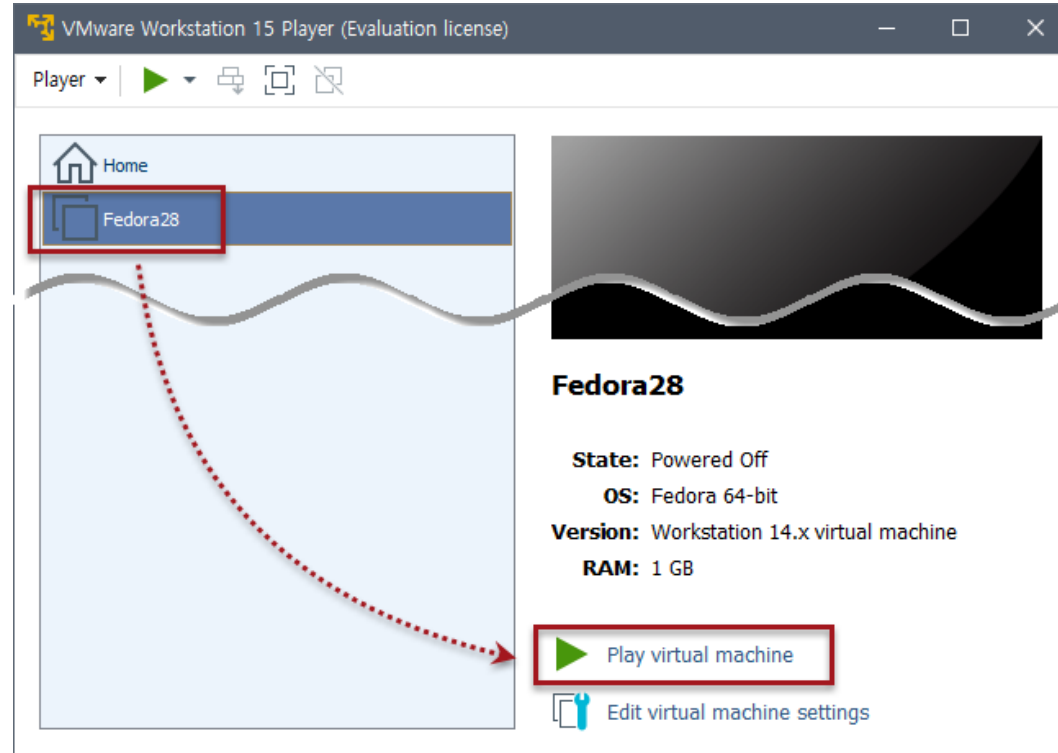 VMware Workstation 15 Player (Evaluation license)
Player
Home
Fedora28
Fedora28
State: Powered Off
OS: Fedora 64-bit
Version: Workstation 14.x virtual machine
RAM: 1 GB
Play virtual machine
Edit virtual machine settings